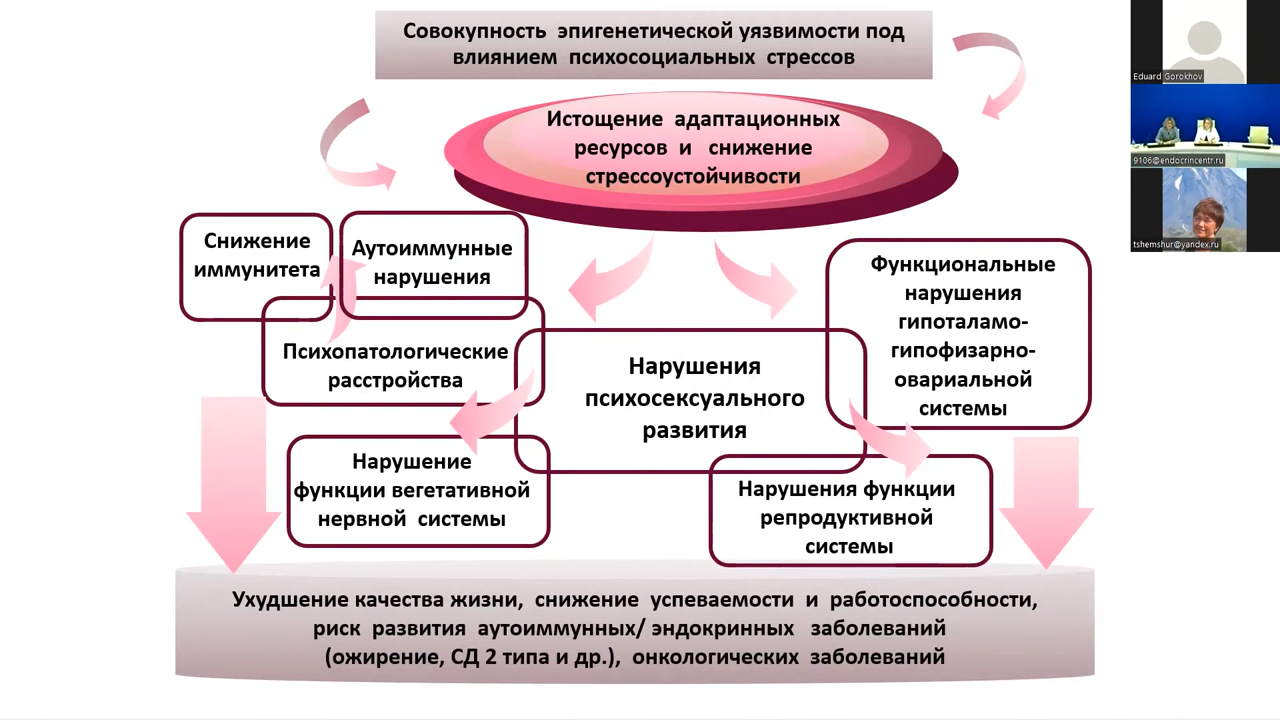 Совокупность эпигенетической уязвимости под
влиянием психосоциальных стрессов
Истощение адаптационных
ресурсов и снижение
стрессоустойчивости
Снижение
иммунитета
Аутоиммунные
нарушения
Психопатологические
расстройства
Нарушения
психосексуального
развития
Функциональные
нарушения
гипоталамо-
гипофизарно-
овариальной
системы
Нарушение
функции вегетативной
нервной системы
Нарушения функции
репродуктивной
системы
Ухудшение качества жизни, снижение успеваемости и работоспособности,
риск развития аутоиммунных/ эндокринных заболеваний
(ожирение, СД 2 типа и др.), онкологических заболеваний
Eduard Gorokhov
9106@endocrincentr.ru
tshemshur@yandex.ru